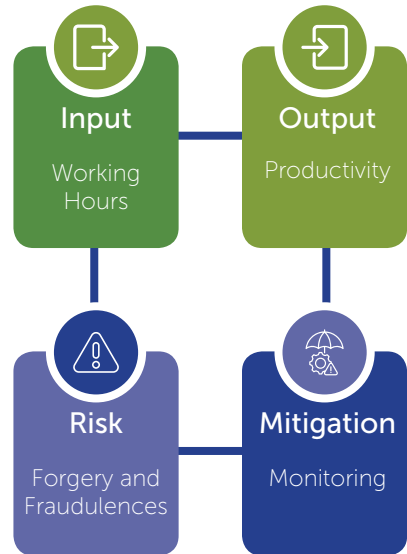 Input
Working
Hours
Output
Productivity
Risk
Forgery and
Fraudulences
Mitigation
Monitoring